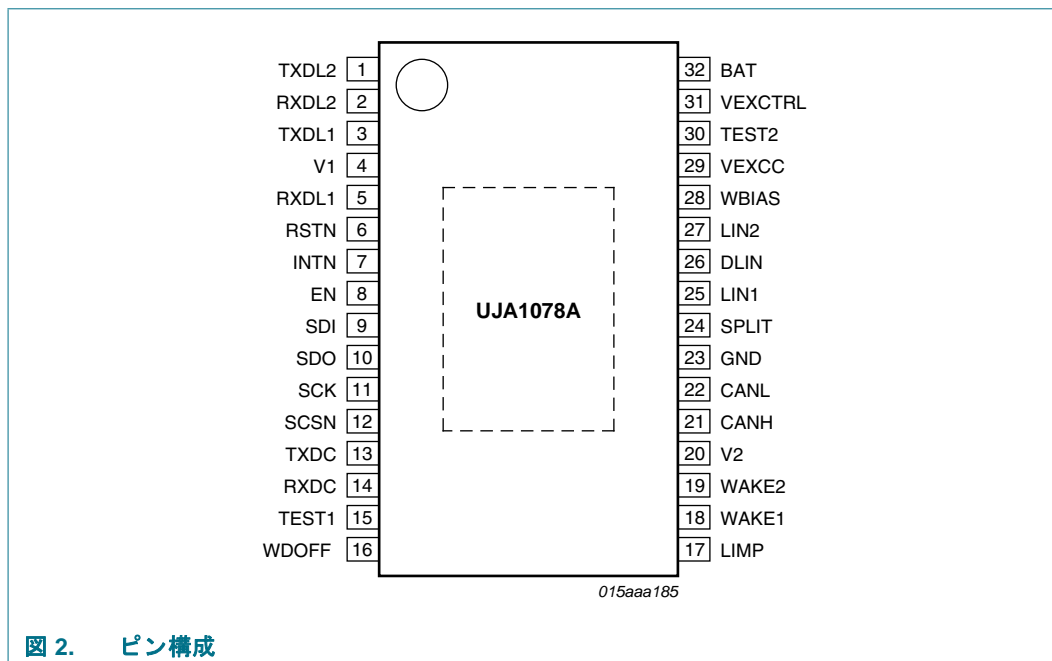 TXDL2 1 32 BAT
RXDL2 2 31 VEXCTRL
TXDL1 3 30 TEST2
V1 4 29 VEXCC
RXDL1 5 28 WBIAS
RSTN 6 27 LIN2
INTN 7 26 DLIN
EN 8 25 LIN1
UJA1078A
SDI 9 24 SPLIT
SDO 10 23 GND
SCK 11 22 CANL
SCSN 12 21 CANH
TXDC 13 20 V2
RXDC 14 19 WAKE2
TEST1 15 18 WAKE1
WDOFF 16 17 LIMP
015aaa185
図 2. ピン構成